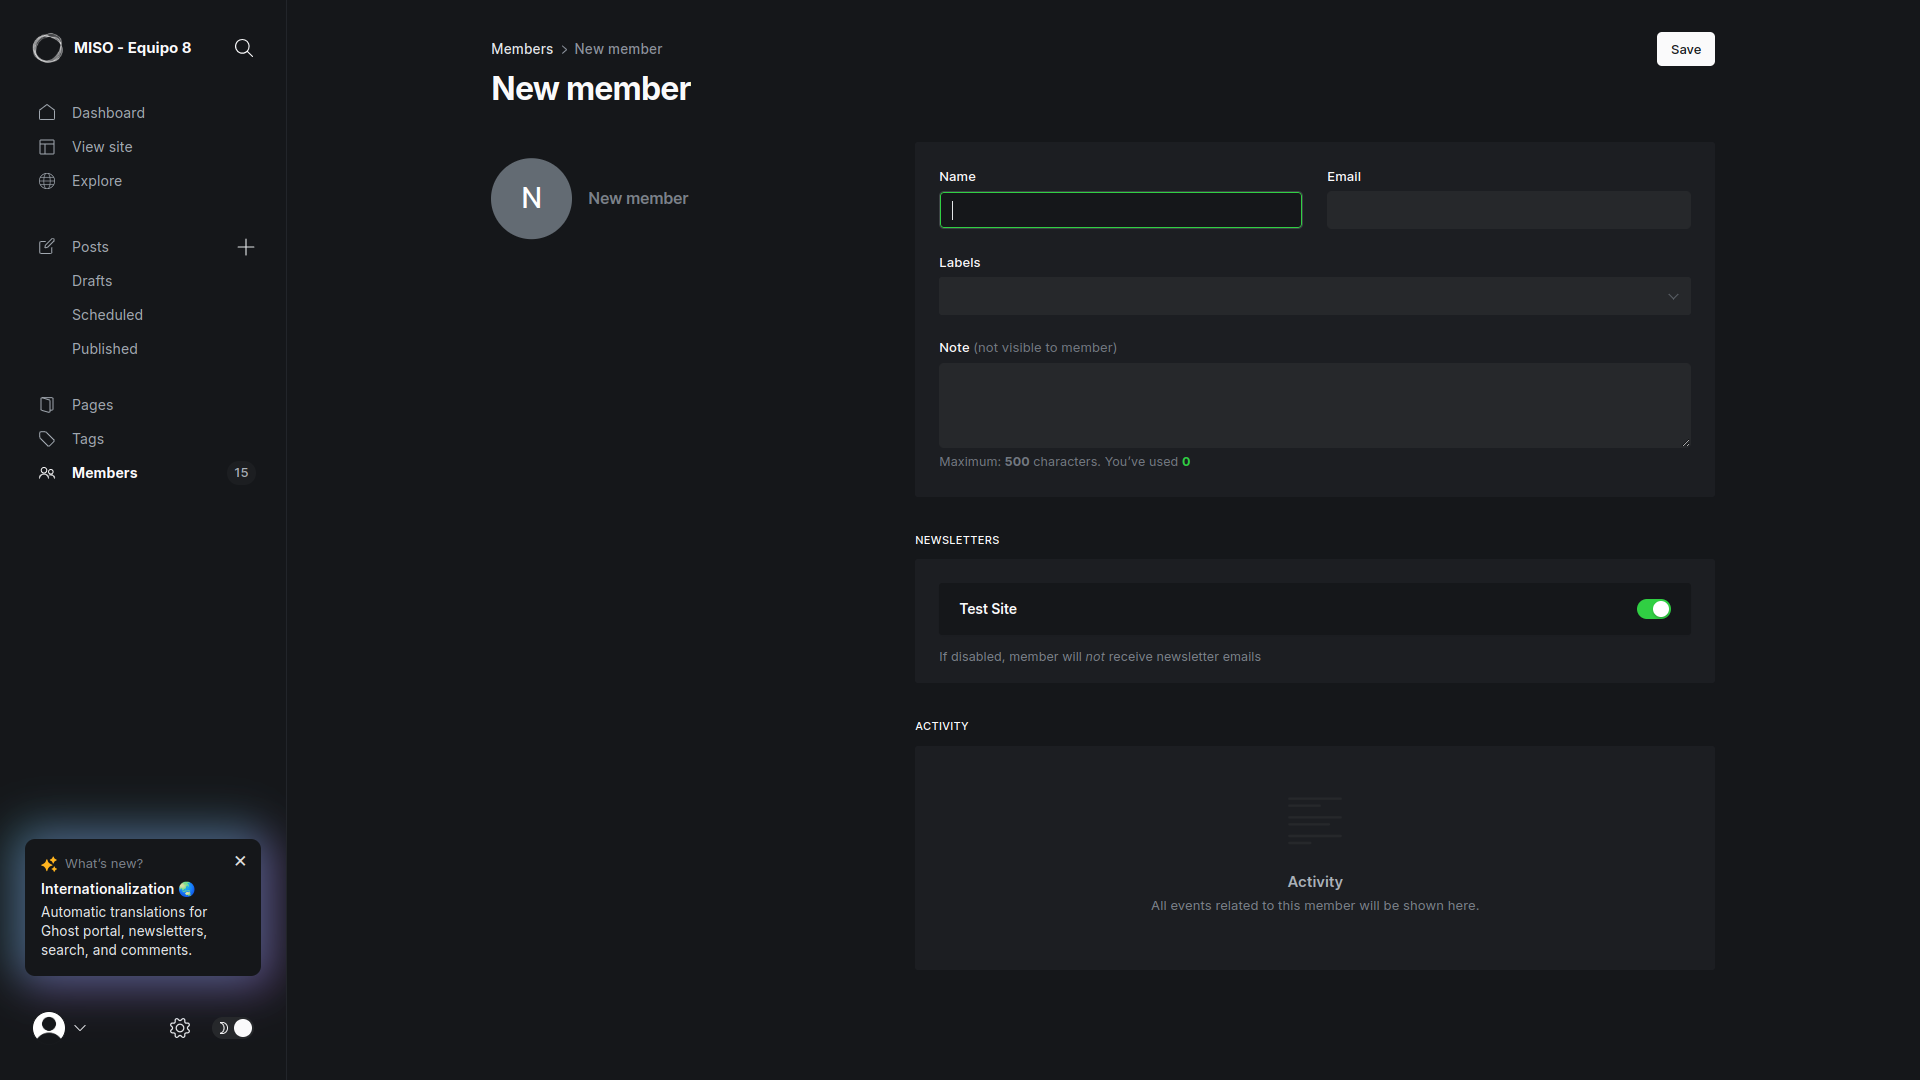 MISO - Equipo 8
Dashboard
View site
Explore
Posts
Drafts
Scheduled
Published
Pages
Tags
Members 15
What's new?
Internationalization 🌏
Automatic translations for
Ghost portal, newsletters,
search, and comments.
Members > New member
Save
New member
N
New member
Name
Email
Labels
Note (not visible to member)
Maximum: 500 characters. You've used 0
NEWSLETTERS
Test Site
If disabled, member will not receive newsletter emails
ACTIVITY
Activity
All events related to this member will be shown here.